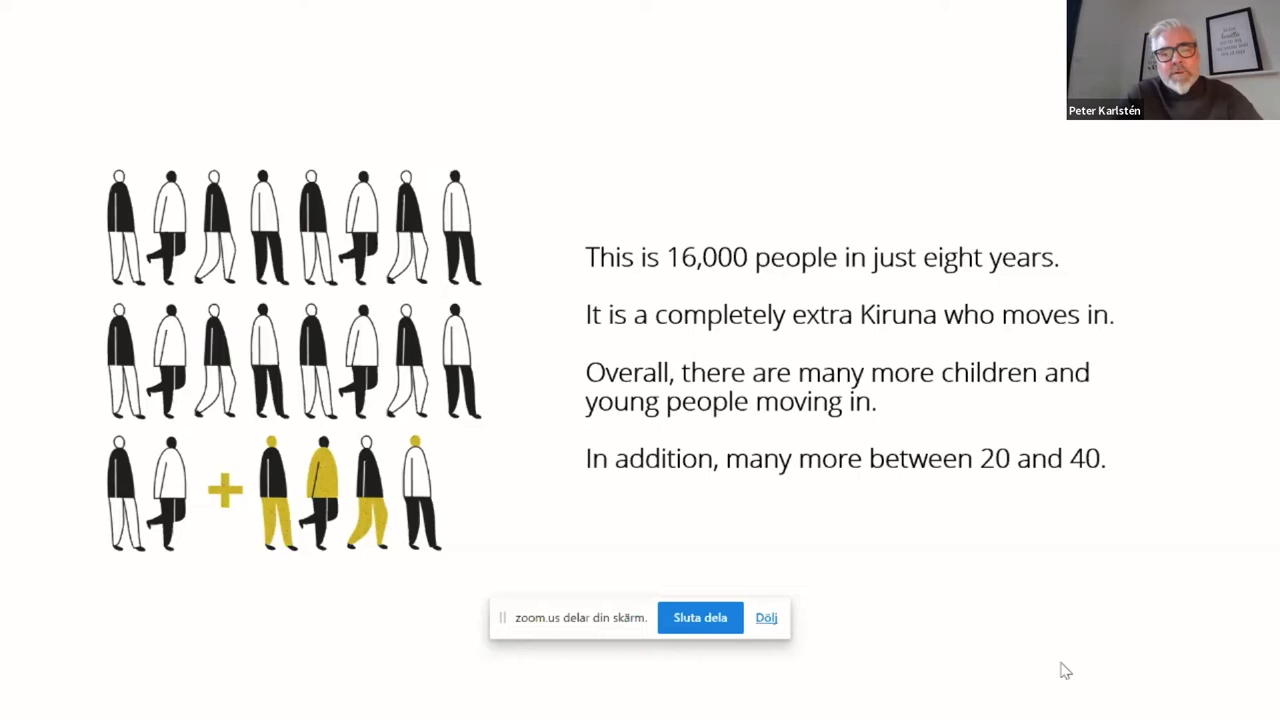 Peter Karlstén
This is 16,000 people in just eight years.
It is a completely extra Kiruna who moves in.
Overall, there are many more children and
young people moving in.
In addition, many more between 20 and 40.
zoom.us delar din skärm.
Sluta dela
Dölj